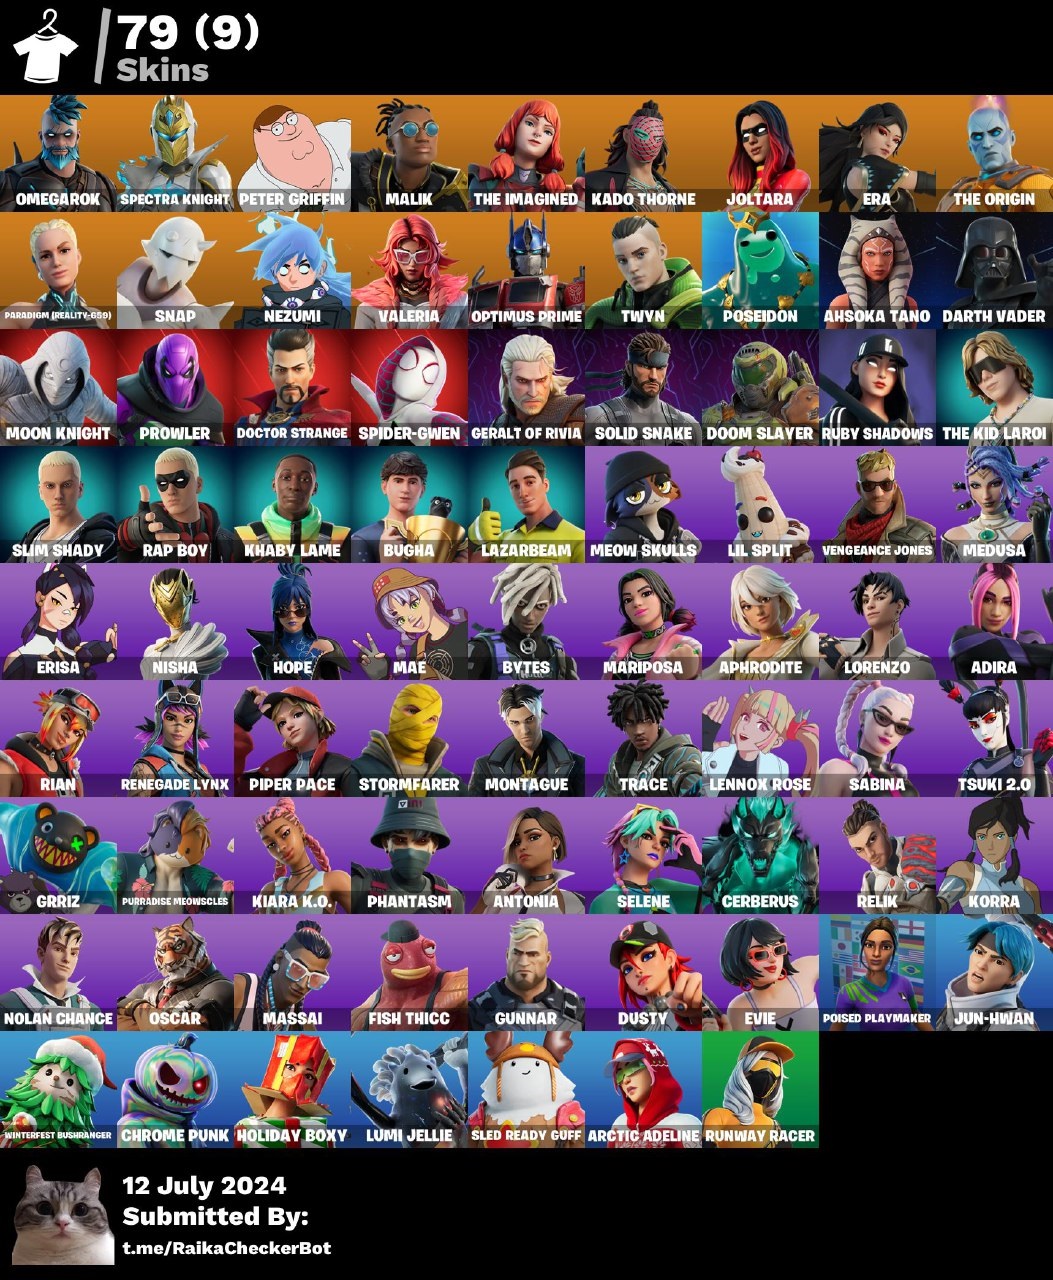 79 (9)
Skins
OMEGAROK SPECTRA KNIGHT PETER GRIFFIN MALIK THE IMAGINED KADO THORNE JOLTARA ERA THE ORIGIN
PARADIGM (REALITY-659) SNAP NEZUMI VALERIA OPTIMUS PRIME TWYN POSEIDON AHSOKA TANO DARTH VADER
MOON KNIGHT PROWLER DOCTOR STRANGE SPIDER-GWEN GERALT OF RIVIA SOLID SNAKE DOOM SLAYER RUBY SHADOWS THE KID LAROI
SLIM SHADY RAP BOY KHABY LAME BUGHA LAZARBEAM MEOW SKULLS LIL SPLIT VENGEANCE JONES MEDUSA
ERISA NISHA HOPE MAE BYTES MARIPOSA APHRODITE LORENZO ADIRA
RIAN RENEGADE LYNX PIPER PACE STORMFARER MONTAGUE TRACE LENNOX ROSE SABINA TSUKI 2.0
GRRIZ PURRADISE MEOWSCLES KIARA K.O. PHANTASM ANTONIA SELENE CERBERUS RELIK KORRA
NOLAN CHANCE OSCAR MASSAI FISH THICC GUNNAR DUSTY EVIE POISED PLAYMAKER JUN-HWAN
WINTERFEST BUSHRANGER CHROME PUNK HOLIDAY BOXY LUMI JELLIE SLED READY GUFF ARCTIC ADELINE RUNWAY RACER
12 July 2024
Submitted By:
t.me/RaikaCheckerBot